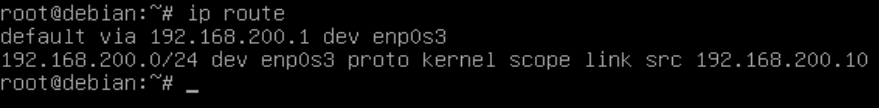 root@debian:~# ip route
default via 192.168.200.1 dev enp0s3
192.168.200.0/24 dev enp0s3 proto kernel scope link src 192.168.200.10
root@debian:~# _